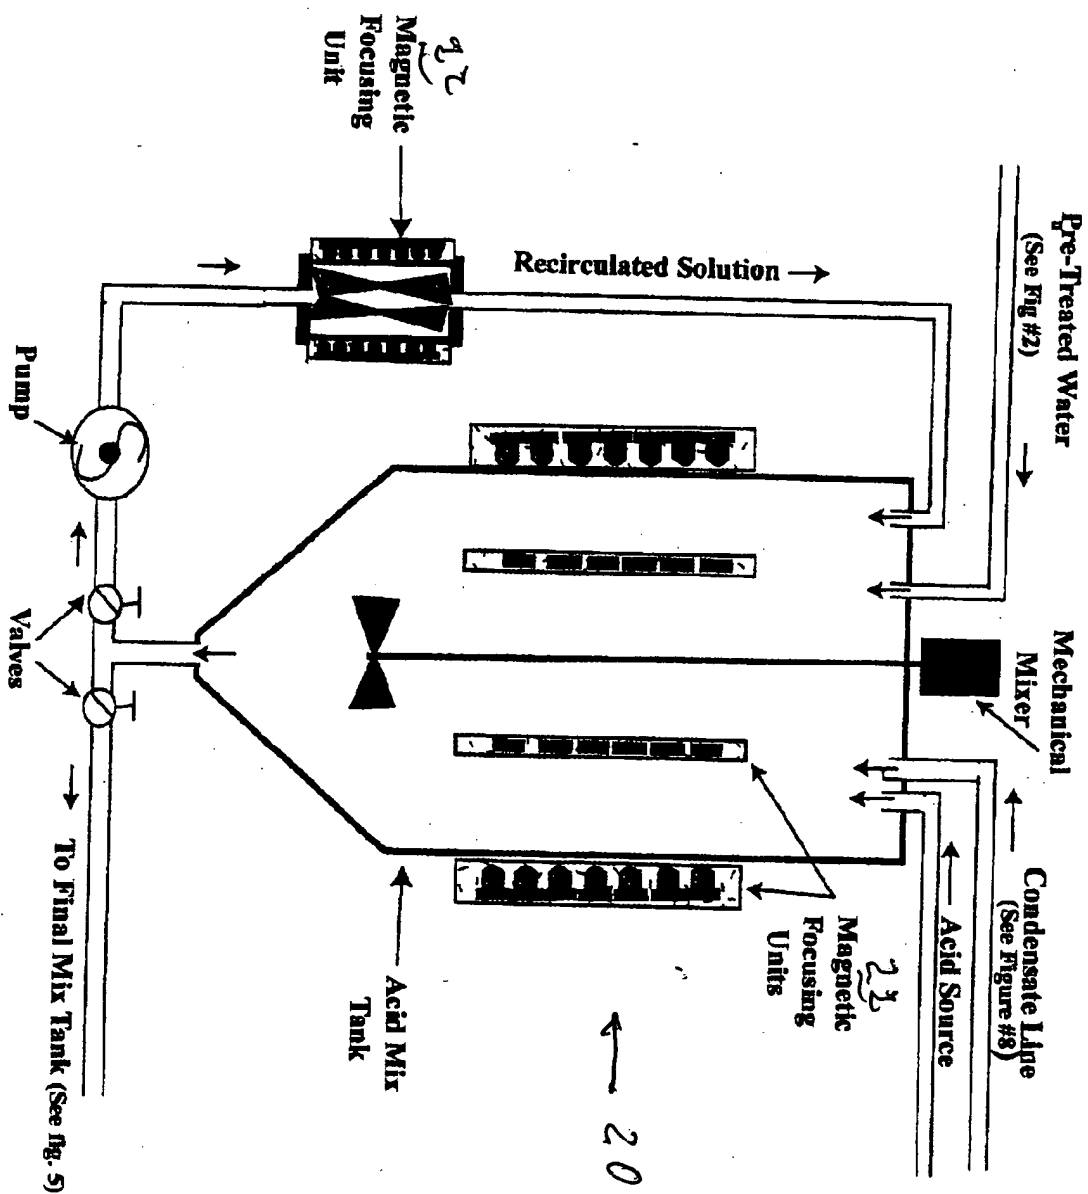 Pre-Treated Water
(See Fig #2)
Mechanical
Mixer
Condensate Line
(See Figure #8)
Acid Source
Recirculated Solution
22
Magnetic
Focusing
Units
Magnetic
Focusing
Unit
20
Acid Mix
Tank
Pump
Valves
To Final Mix Tank (See fig. 5)